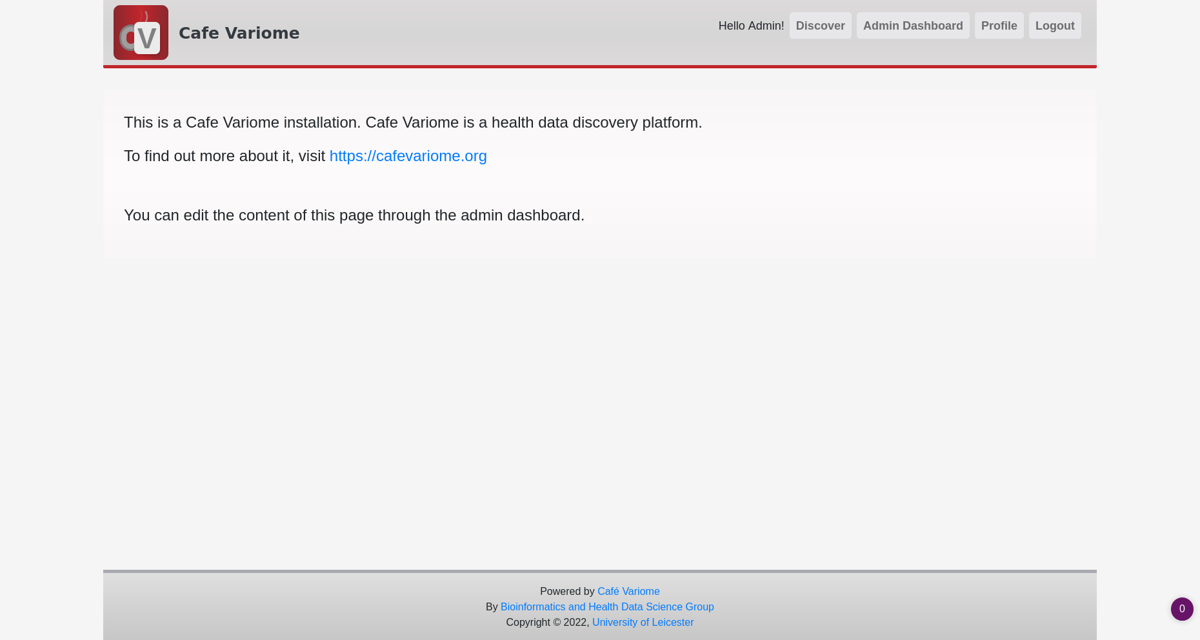 CV
Cafe Variome
Hello Admin! Discover Admin Dashboard Profile Logout
This is a Cafe Variome installation. Cafe Variome is a health data discovery platform.
To find out more about it, visit https://cafevariome.org
You can edit the content of this page through the admin dashboard.
Powered by Café Variome
By Bioinformatics and Health Data Science Group
Copyright © 2022, University of Leicester
0